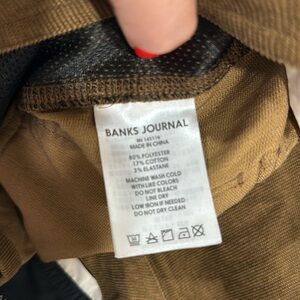 BANKS JOURNAL
MADE IN CHINA
80% POLYESTER
17% COTTON
3% ELASTANE
MACHINE WASH COLD
WITH LIKE COLORS
DO NOT BLEACH
LINE DRY
LOW IRON IF NEEDED
DO NOT DRY CLEAN